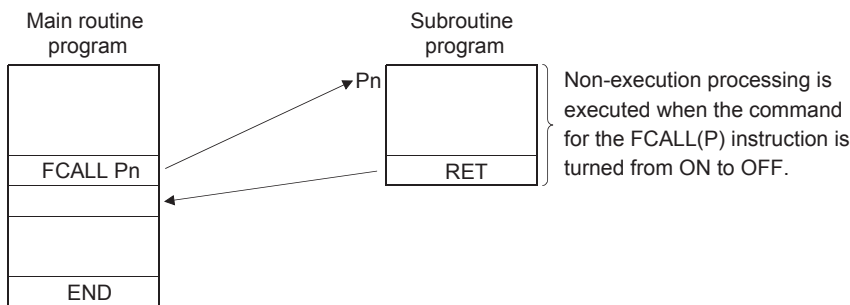 Main routine
program
Subroutine
program
Pn
Non-execution processing is
executed when the command
for the FCALL(P) instruction is
turned from ON to OFF.
FCALL Pn
RET
END